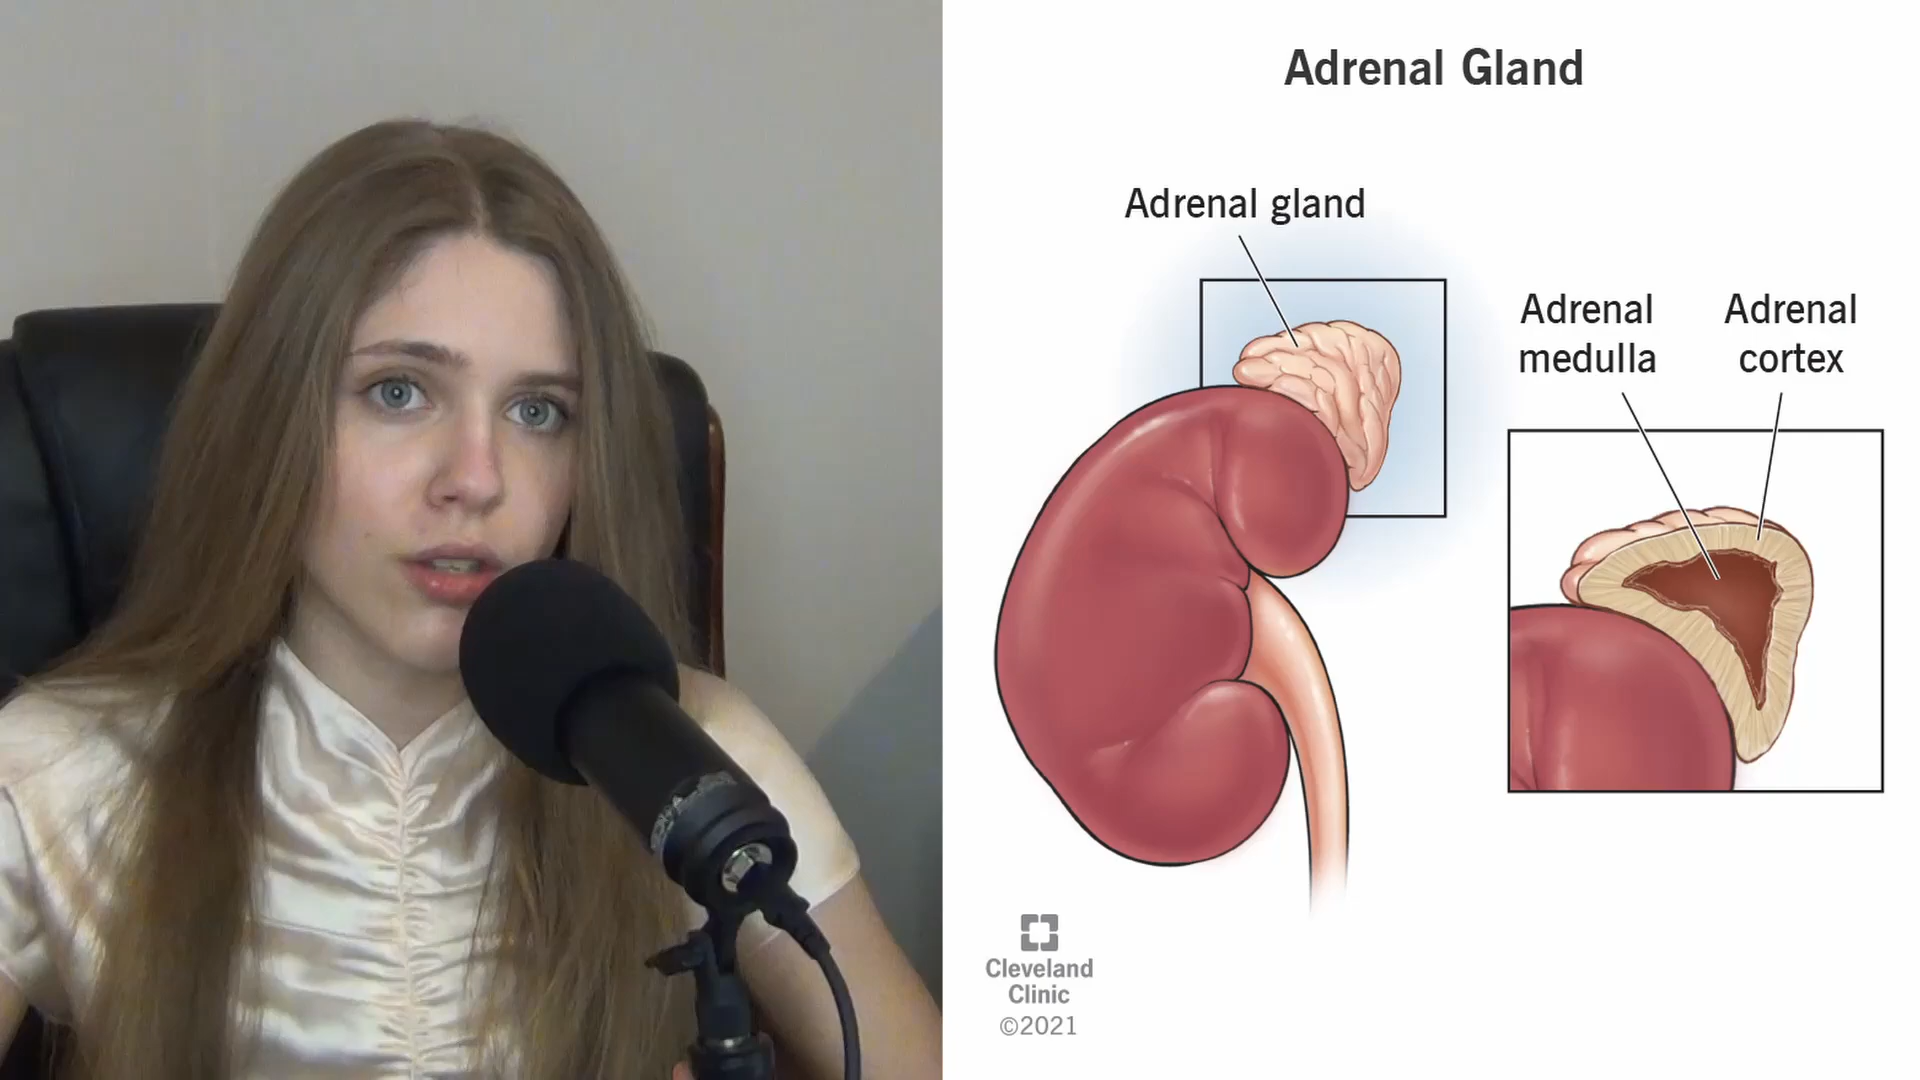 Adrenal Gland
Adrenal gland
Adrenal
medulla
Adrenal
cortex
Cleveland
Clinic
©2021